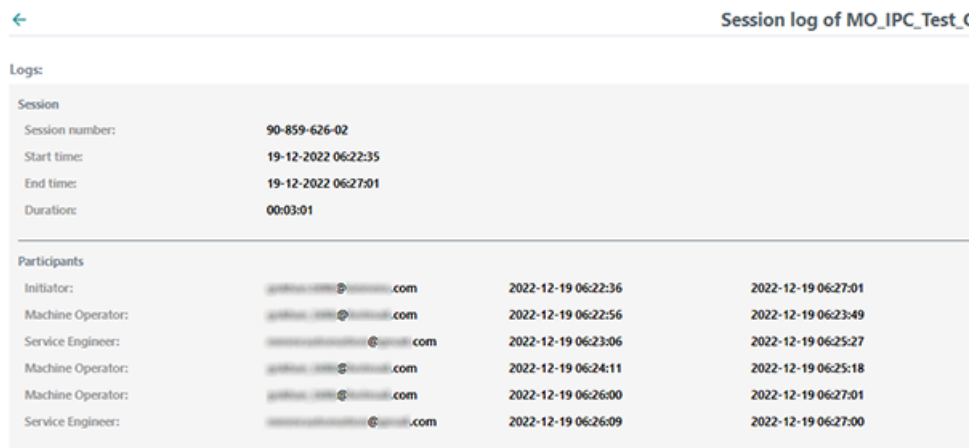 Session log of MO_IPC_Test_
Logs:
Session
Session number: 90-859-626-02
Start time: 19-12-2022 06:22:35
End time: 19-12-2022 06:27:01
Duration: 00:03:01
Participants
Initiator: @ .com 2022-12-19 06:22:36 2022-12-19 06:27:01
Machine Operator: @ .com 2022-12-19 06:22:56 2022-12-19 06:23:49
Service Engineer: @ .com 2022-12-19 06:23:06 2022-12-19 06:25:27
Machine Operator: @ .com 2022-12-19 06:24:11 2022-12-19 06:25:18
Machine Operator: @ .com 2022-12-19 06:26:00 2022-12-19 06:27:01
Service Engineer: @ .com 2022-12-19 06:26:09 2022-12-19 06:27:00